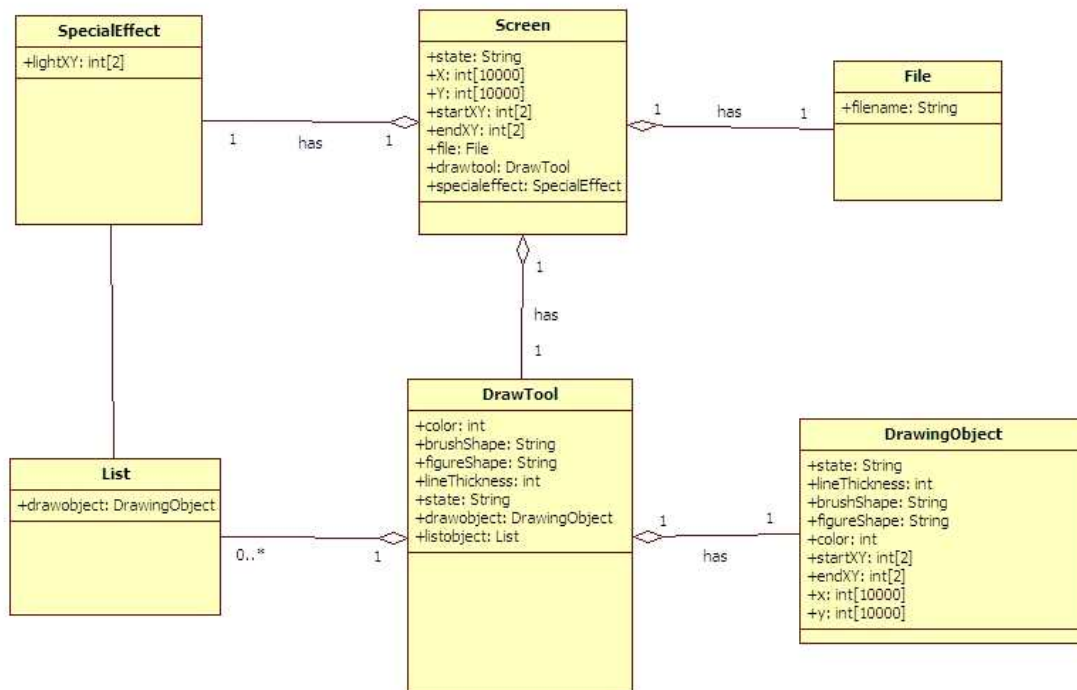 SpecialEffect
+lightXY: int[2]
Screen
+state: String
+X: int[10000]
+Y: int[10000]
+startXY: int[2]
+endXY: int[2]
+file: File
+drawtool: DrawTool
+specialeffect: SpecialEffect
File
+filename: String
1
has
1
1
has
1
1
has
1
DrawTool
+color: int
+brushShape: String
+figureShape: String
+lineThickness: int
+state: String
+drawobject: DrawingObject
+listobject: List
List
+drawobject: DrawingObject
0..*
1
1
has
1
DrawingObject
+state: String
+lineThickness: int
+brushShape: String
+figureShape: String
+color: int
+startXY: int[2]
+endXY: int[2]
+x: int[10000]
+y: int[10000]